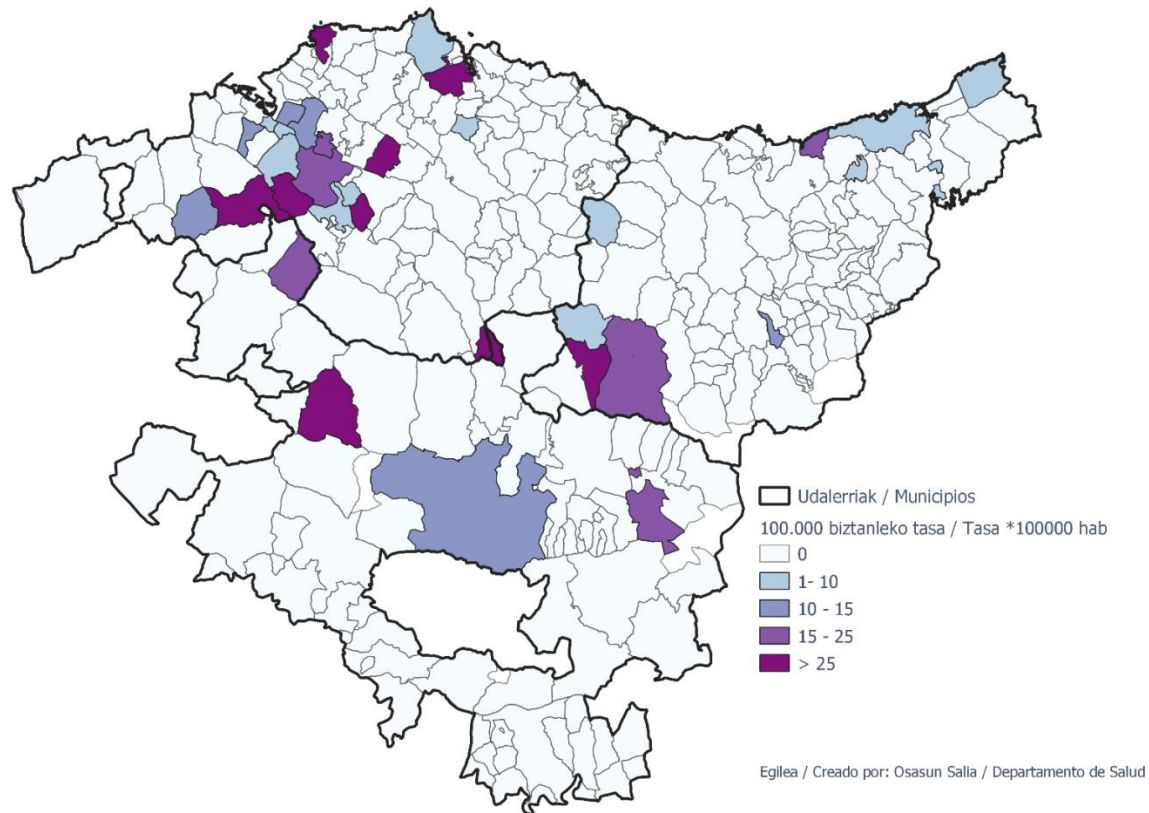 Udalerriak / Municipios
100.000 biztanleko tasa / Tasa *100000 hab
0
1- 10
10 - 15
15 - 25
> 25
Egilea / Creado por: Osasun Salia / Departamento de Salud